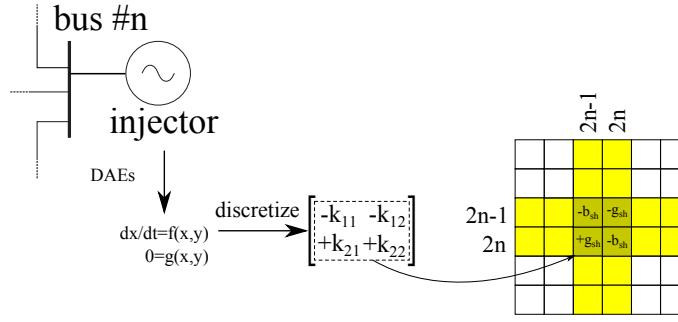 bus #n
injector
DAEs
dx/dt=f(x,y)
0=g(x,y)
discretize
-k11 -k12
+k21 +k22
2n-1
2n
2n-1
2n
-bsh -gsh
+gsh -bsh